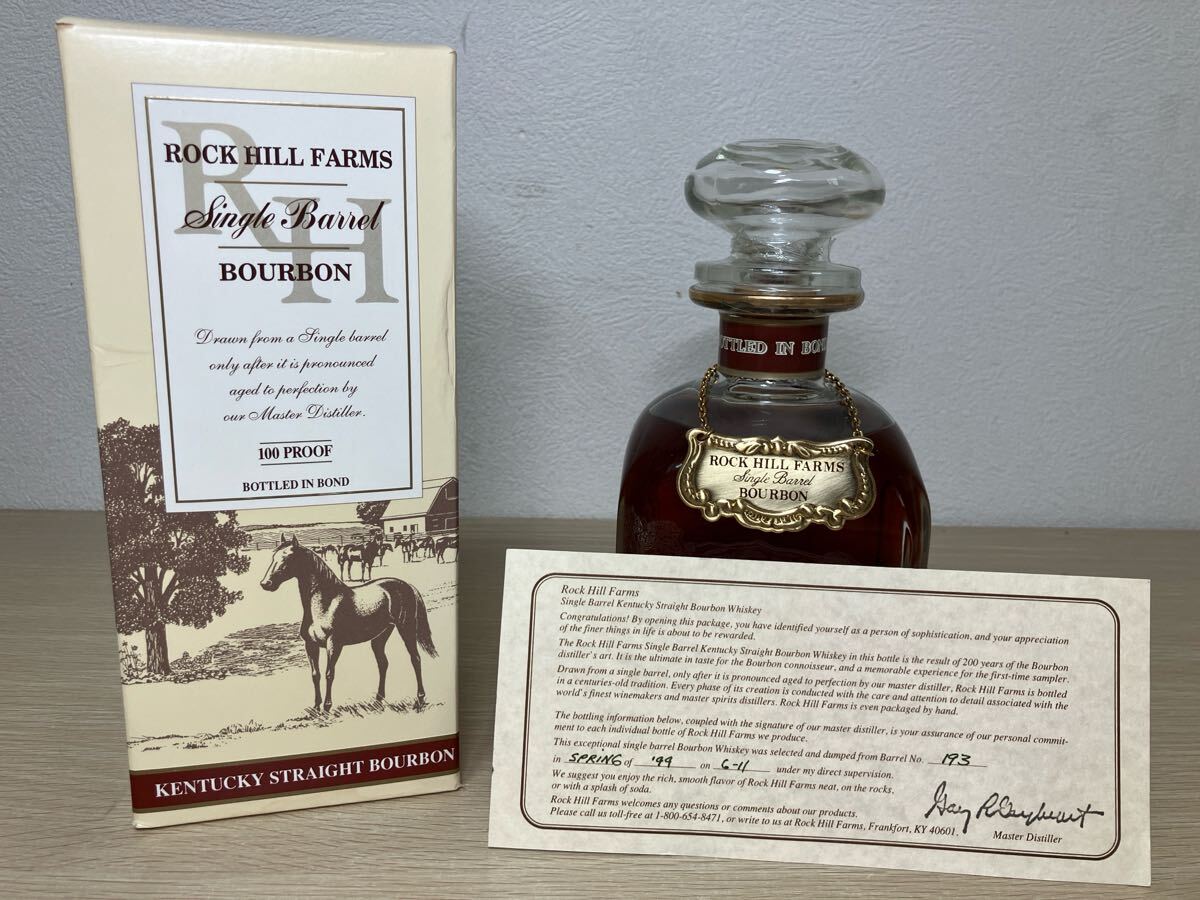 RH
ROCK HILL FARMS
Single Barrel
BOURBON
Drawn from a Single barrel
only after it is pronounced
aged to perfection by
our Master Distiller.
100 PROOF
BOTTLED IN BOND
KENTUCKY STRAIGHT BOURBON
OTTLED IN BON
ROCK HILL FARMS
Single Barrel
BOURBON
Rock Hill Farms
Single Barrel Kentucky Straight Bourbon Whiskey
Congratulations! By opening this package, you have identified yourself as a person of sophistication, and your appreciation
of the finer things in life is about to be rewarded.
The Rock Hill Farms Single Barrel Kentucky Straight Bourbon Whiskey in this bottle is the result of 200 years of the Bourbon
distiller's art. It is the ultimate in taste for the Bourbon connoisseur, and a memorable experience for the first-time sampler.
Drawn from a single barrel, only after it is pronounced aged to perfection by our master distiller, Rock Hill Farms is bottled
in a centuries-old tradition. Every phase of its creation is conducted with the care and attention to detail associated with the
world's finest winemakers and master spirits distillers. Rock Hill Farms is even packaged by hand.
The bottling information below, coupled with the signature of our master distiller, is your assurance of our personal commit-
ment to each individual bottle of Rock Hill Farms we produce.
This exceptional single barrel Bourbon Whiskey was selected and dumped from Barrel No. 193
in SPRING of '99 on 6-11 under my direct supervision.
We suggest you enjoy the rich, smooth flavor of Rock Hill Farms neat, on the rocks,
or with a splash of soda.
Rock Hill Farms welcomes any questions or comments about our products.
Please call us toll-free at 1-800-654-8471, or write to us at Rock Hill Farms, Frankfort, KY 40601.
Master Distiller